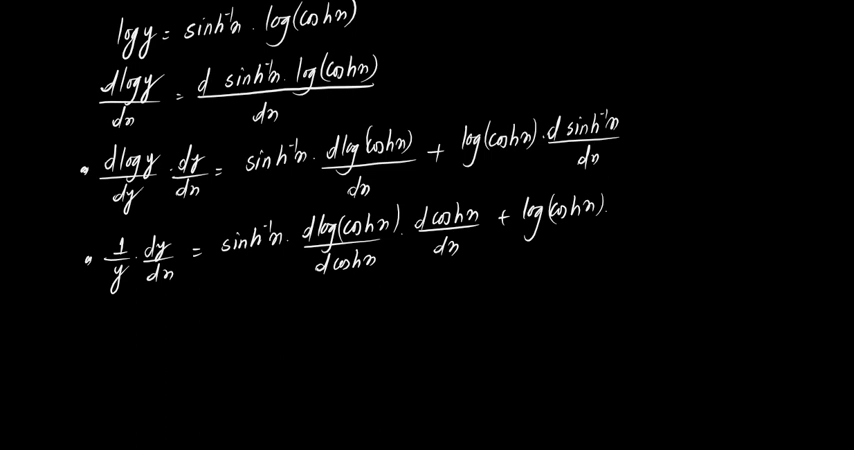 log y = sinh⁻¹x · log(cosh x)
d log y / dx = d sinh⁻¹x · log(cosh x) / dx
• d log y / dy · dy/dx = sinh⁻¹x · d log(cosh x) / dx + log(cosh x) · d sinh⁻¹x / dx
• 1/y · dy/dx = sinh⁻¹x · d log(cosh x) / d cosh x · d cosh x / dx + log(cosh x) ·